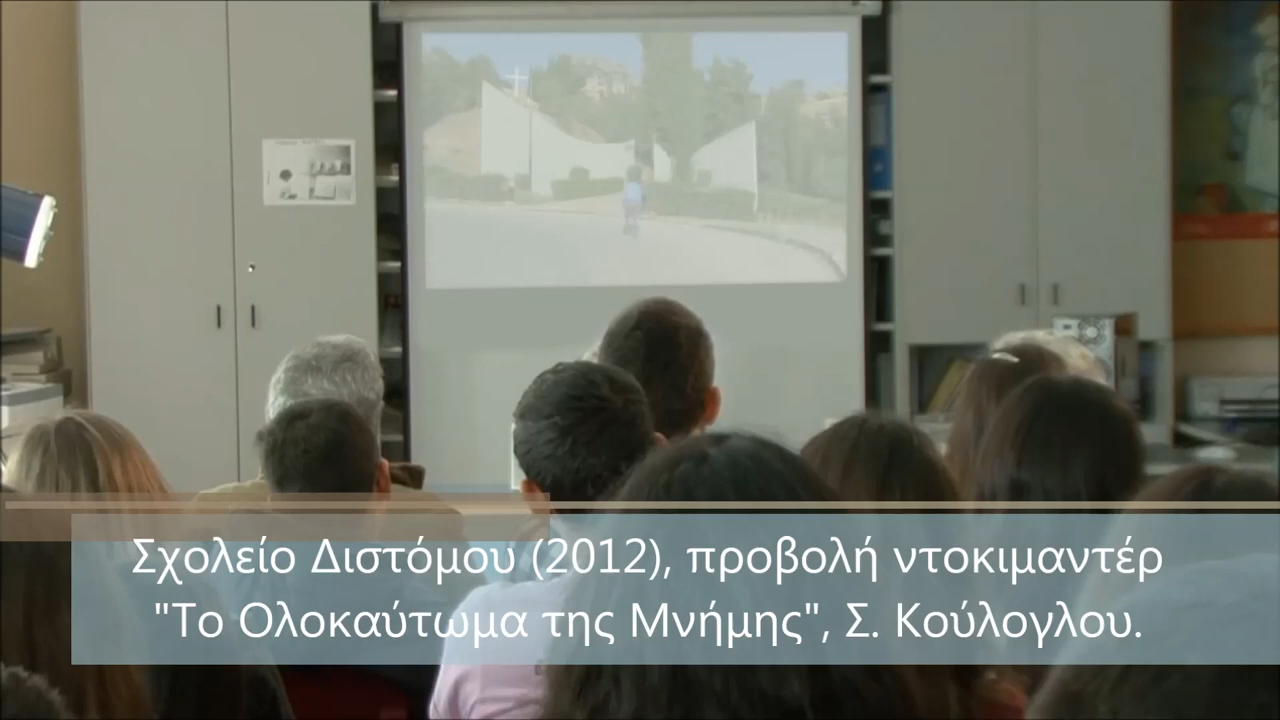 Σχολείο Διστόμου (2012), προβολή ντοκιμαντέρ
"Το Ολοκαύτωμα της Μνήμης", Σ. Κούλογλου.